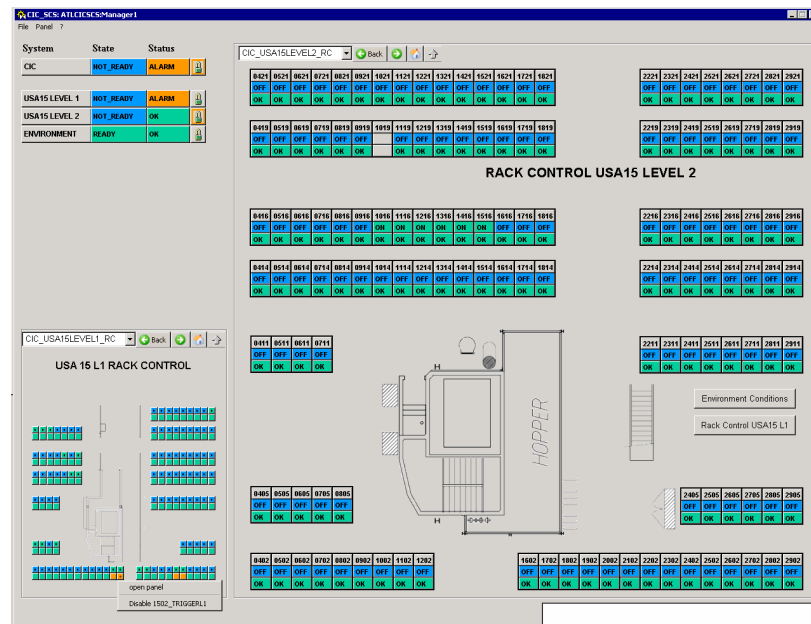 CIC_SCS: ATLCICSCS:Manager1
File Panel ?
System State Status
CIC NOT_READY ALARM
USA15 LEVEL 1 NOT_READY ALARM
USA15 LEVEL 2 NOT_READY OK
ENVIRONMENT READY OK
CIC_USA15LEVEL2_RC Back
0421 0521 0621 0721 0821 0921 1021 1121 1221 1321 1421 1521 1621 1721 1821 2221 2321 2421 2521 2621 2721 2821 2921
OFF OFF OFF OFF OFF OFF OFF OFF OFF OFF OFF OFF OFF OFF OFF OFF OFF OFF OFF OFF OFF OFF OFF
OK OK OK OK OK OK OK OK OK OK OK OK OK OK OK OK OK OK OK OK OK OK OK
0419 0519 0619 0719 0819 0919 1019 1119 1219 1319 1419 1519 1619 1719 1819 2219 2319 2419 2519 2619 2719 2819 2919
OFF OFF OFF OFF OFF OFF OFF OFF OFF OFF OFF OFF OFF OFF OFF OFF OFF OFF OFF OFF OFF OFF
OK OK OK OK OK OK OK OK OK OK OK OK OK OK OK OK OK OK OK OK OK OK
RACK CONTROL USA15 LEVEL 2
0416 0516 0616 0716 0816 0916 1016 1116 1216 1316 1416 1516 1616 1716 1816 2216 2316 2416 2516 2616 2716 2816 2916
OFF OFF OFF OFF OFF OFF ON ON ON ON ON ON OFF OFF OFF OFF OFF OFF OFF OFF OFF OFF OFF
OK OK OK OK OK OK OK OK OK OK OK OK OK OK OK OK OK OK OK OK OK OK OK
0414 0514 0614 0714 0814 0914 1014 1114 1214 1314 1414 1514 1614 1714 1814 2214 2314 2414 2514 2614 2714 2814 2914
OFF OFF OFF OFF OFF OFF OFF OFF OFF OFF OFF OFF OFF OFF OFF OFF OFF OFF OFF OFF OFF OFF OFF
OK OK OK OK OK OK OK OK OK OK OK OK OK OK OK OK OK OK OK OK OK OK OK
0411 0511 0611 0711 2211 2311 2411 2511 2611 2711 2811 2911
OFF OFF OFF OFF OFF OFF OFF OFF OFF OFF OFF OFF
OK OK OK OK OK OK OK OK OK OK OK OK
H
HOPPER
Environment Conditions
Rack Control USA15 L1
0405 0505 0605 0705 0805 2405 2505 2605 2705 2805 2905
OFF OFF OFF OFF OFF OFF OFF OFF OFF OFF OFF
OK OK OK OK OK OK OK OK OK OK OK
H
0402 0502 0602 0702 0802 0902 1002 1102 1202 1602 1702 1802 1902 2002 2102 2202 2302 2402 2502 2602 2702 2802 2902
OFF OFF OFF OFF OFF OFF OFF OFF OFF OFF OFF OFF OFF OFF OFF OFF OFF OFF OFF OFF OFF OFF OFF
OK OK OK OK OK OK OK OK OK OK OK OK OK OK OK OK OK OK OK OK OK OK OK
CIC_USA15LEVEL1_RC Back
USA 15 L1 RACK CONTROL
open panel
Disable 1502_TRIGGERL1